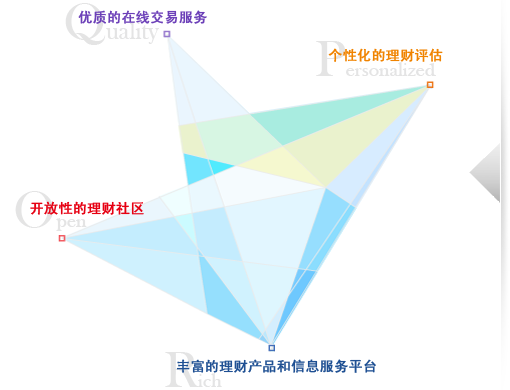 优质的在线交易服务
Quality
个性化的理财评估
Personalized
开放性的理财社区
Open
丰富的理财产品和信息服务平台
Rich